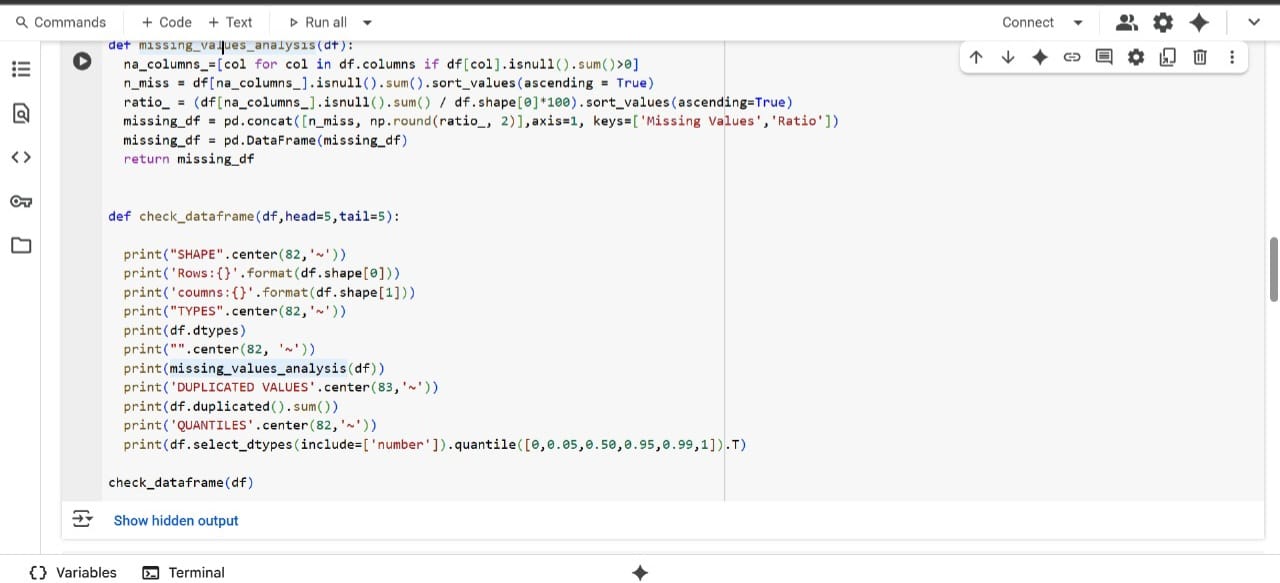 Commands + Code + Text Run all Connect
def missing_values_analysis(df):
na_columns_=[col for col in df.columns if df[col].isnull().sum()>0]
n_miss = df[na_columns_].isnull().sum().sort_values(ascending = True)
ratio_ = (df[na_columns_].isnull().sum() / df.shape[0]*100).sort_values(ascending=True)
missing_df = pd.concat([n_miss, np.round(ratio_, 2)],axis=1, keys=['Missing Values','Ratio'])
missing_df = pd.DataFrame(missing_df)
return missing_df
def check_dataframe(df,head=5,tail=5):
print("SHAPE".center(82,'~'))
print('Rows:{}'.format(df.shape[0]))
print('coumns:{}'.format(df.shape[1]))
print("TYPES".center(82,'~'))
print(df.dtypes)
print("".center(82, '~'))
print(missing_values_analysis(df))
print('DUPLICATED VALUES'.center(83,'~'))
print(df.duplicated().sum())
print('QUANTILES'.center(82,'~'))
print(df.select_dtypes(include=['number']).quantile([0,0.05,0.50,0.95,0.99,1]).T)
check_dataframe(df)
Show hidden output
{} Variables Terminal